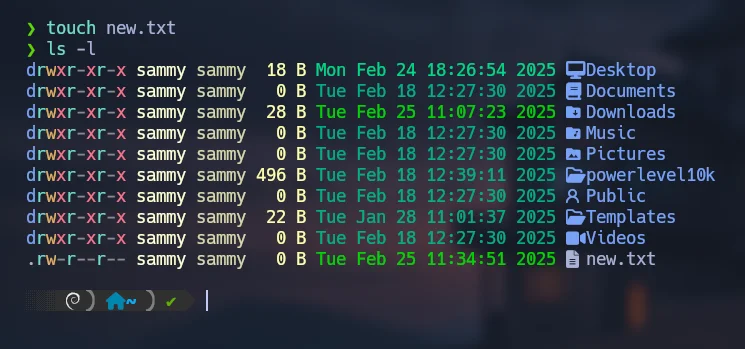 ❯ touch new.txt
❯ ls -l
drwxr-xr-x sammy sammy  18 B Mon Feb 24 18:26:54 2025 Desktop
drwxr-xr-x sammy sammy   0 B Tue Feb 18 12:27:30 2025 Documents
drwxr-xr-x sammy sammy  28 B Tue Feb 25 11:07:23 2025 Downloads
drwxr-xr-x sammy sammy   0 B Tue Feb 18 12:27:30 2025 Music
drwxr-xr-x sammy sammy   0 B Tue Feb 18 12:27:30 2025 Pictures
drwxr-xr-x sammy sammy 496 B Tue Feb 18 12:39:11 2025 powerlevel10k
drwxr-xr-x sammy sammy   0 B Tue Feb 18 12:27:30 2025 Public
drwxr-xr-x sammy sammy  22 B Tue Jan 28 11:01:37 2025 Templates
drwxr-xr-x sammy sammy   0 B Tue Feb 18 12:27:30 2025 Videos
.rw-r--r-- sammy sammy   0 B Tue Feb 25 11:34:51 2025 new.txt
~ ✔